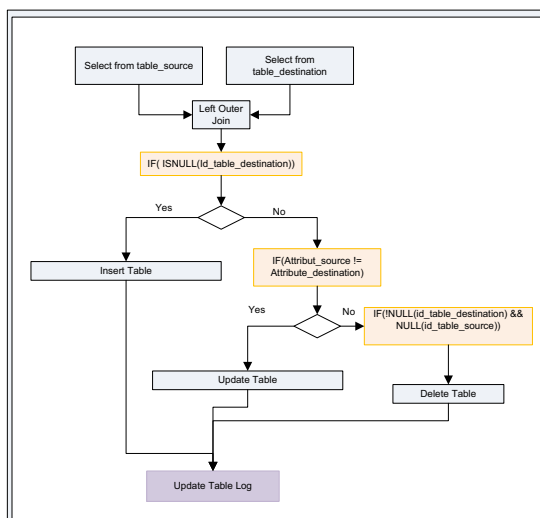 Select from table_source
Select from
table_destination
Left Outer
Join
IF( ISNULL(Id_table_destination))
Yes
No
Insert Table
IF(Attribut_source !=
Attribute_destination)
Yes
No
IF(!NULL(id_table_destination) &&
NULL(id_table_source))
Update Table
Delete Table
Update Table Log